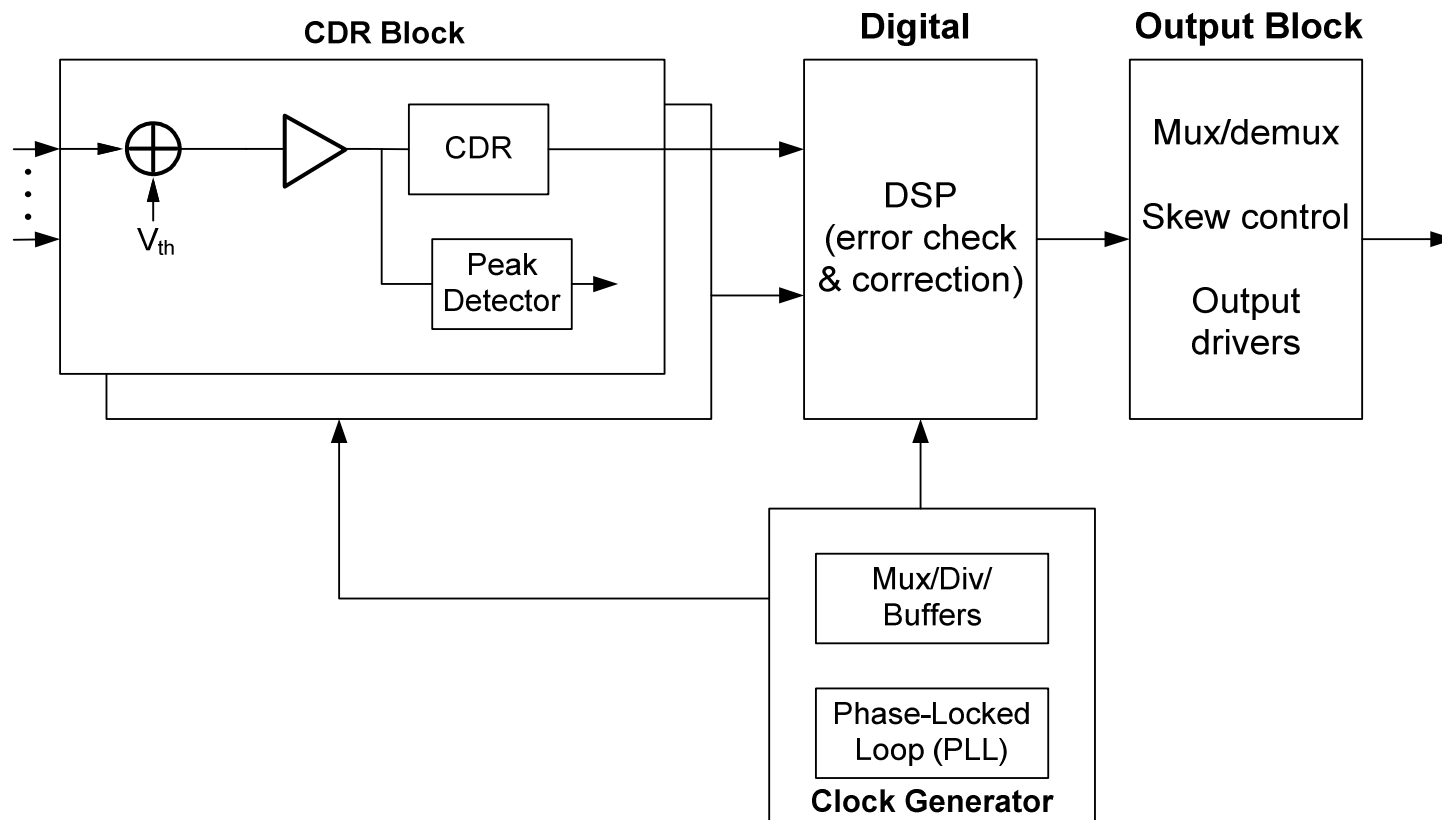 CDR Block
Digital
Output Block
CDR
V_th
Peak
Detector
DSP
(error check
& correction)
Mux/demux
Skew control
Output
drivers
Mux/Div/
Buffers
Phase-Locked
Loop (PLL)
Clock Generator